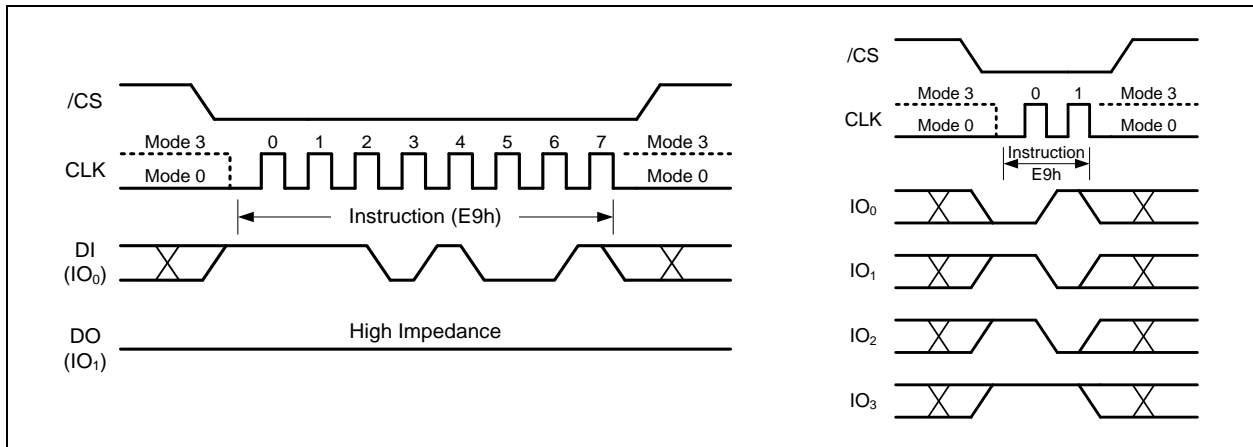 /CS
Mode 3
0 1 2 3 4 5 6 7
Mode 3
CLK
Mode 0
Mode 0
Instruction (E9h)
DI
(IO₀)
High Impedance
DO
(IO₁)
/CS
Mode 3
0 1
Mode 3
CLK
Mode 0
Mode 0
Instruction
E9h
IO₀
IO₁
IO₂
IO₃